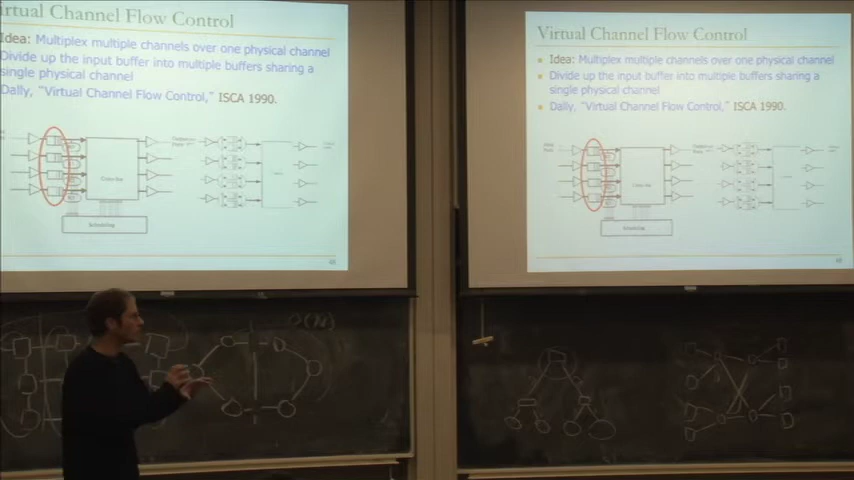 irtual Channel Flow Control
Idea: Multiplex multiple channels over one physical channel
Divide up the input buffer into multiple buffers sharing a
single physical channel
Dally, "Virtual Channel Flow Control," ISCA 1990.
Scheduling
Virtual Channel Flow Control
Idea: Multiplex multiple channels over one physical channel
Divide up the input buffer into multiple buffers sharing a
single physical channel
Dally, "Virtual Channel Flow Control," ISCA 1990.
Scheduling
O(N)